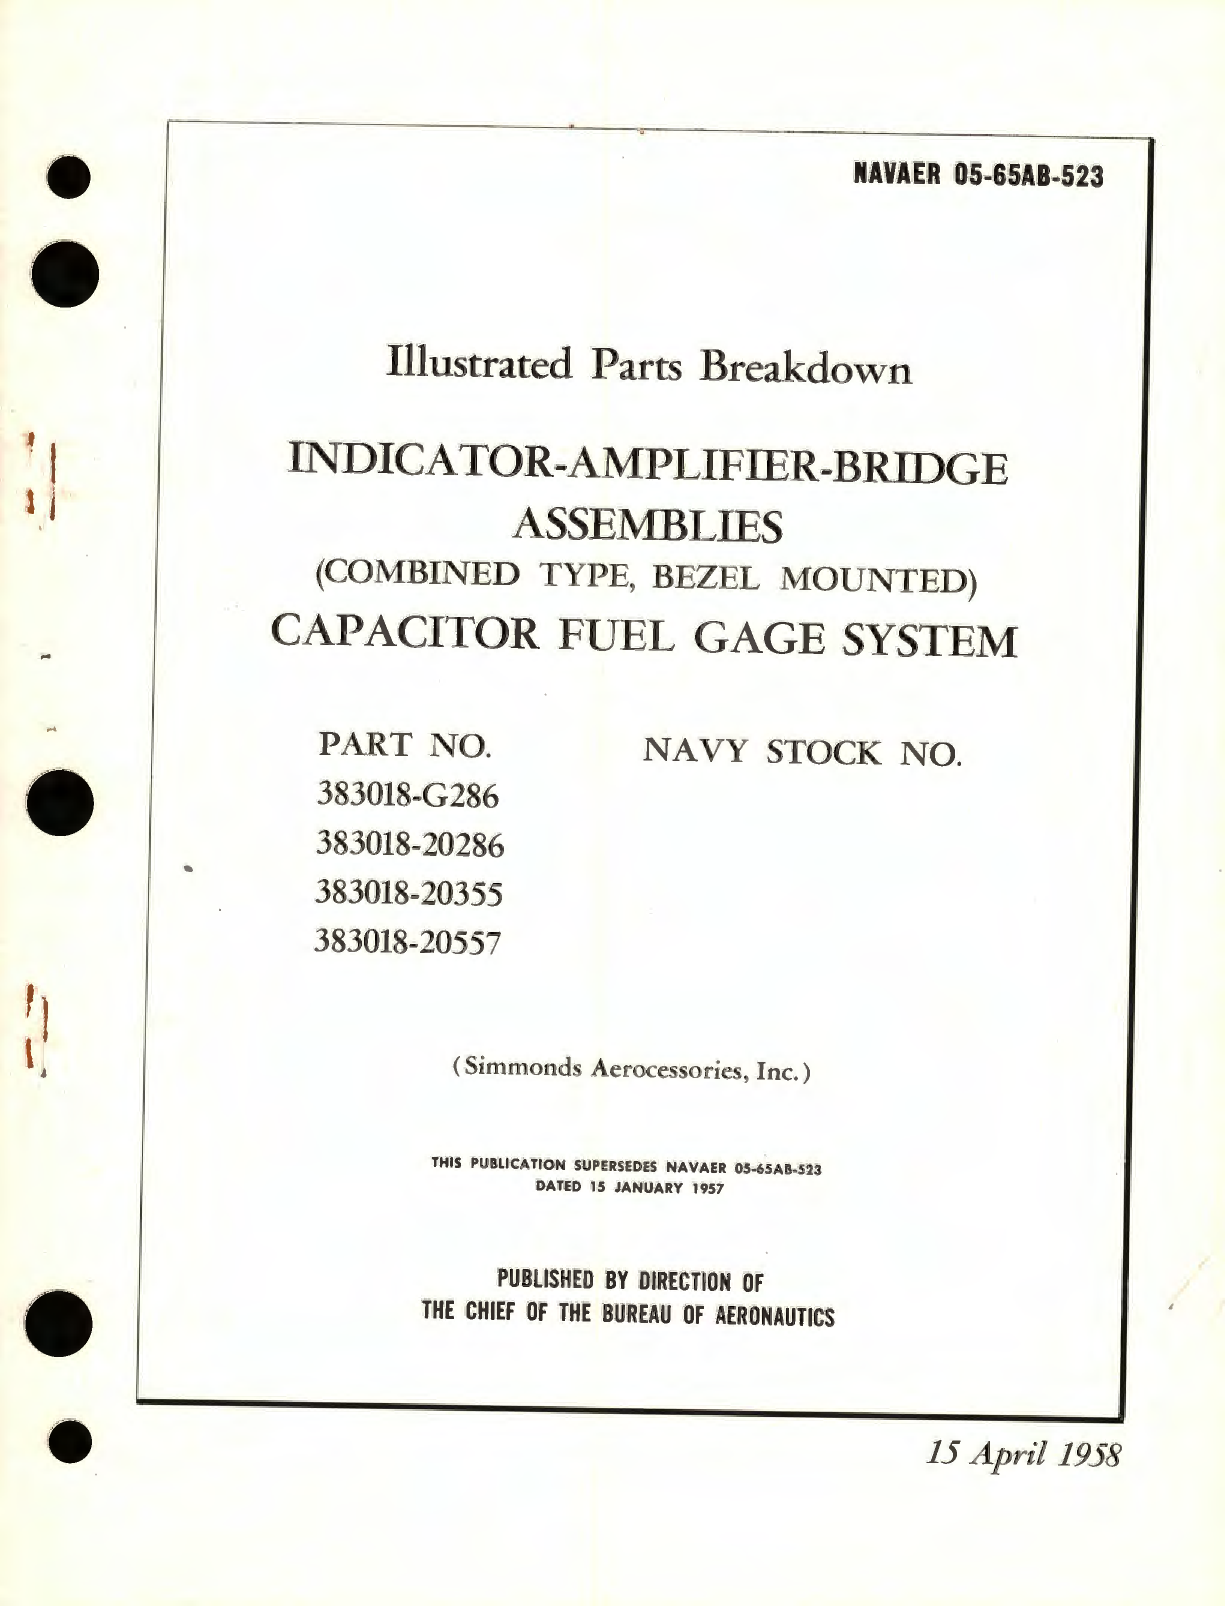 NAVAER 05-65AB-523
Illustrated Parts Breakdown
INDICATOR-AMPLIFIER-BRIDGE
ASSEMBLIES
(COMBINED TYPE, BEZEL MOUNTED)
CAPACITOR FUEL GAGE SYSTEM
PART NO. NAVY STOCK NO.
383018-G286
383018-20286
383018-20355
383018-20557
(Simmonds Aerocessories, Inc.)
THIS PUBLICATION SUPERSEDES NAVAER 05-65AB-523
DATED 15 JANUARY 1957
PUBLISHED BY DIRECTION OF
THE CHIEF OF THE BUREAU OF AERONAUTICS
15 April 1958